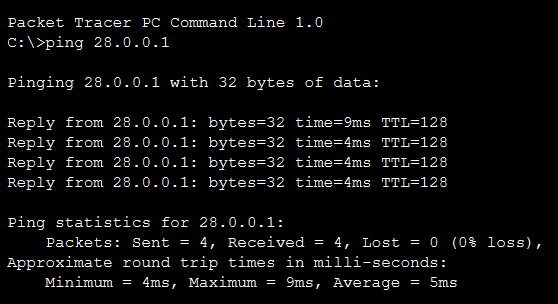 Packet Tracer PC Command Line 1.0
C:\>ping 28.0.0.1
Pinging 28.0.0.1 with 32 bytes of data:
Reply from 28.0.0.1: bytes=32 time=9ms TTL=128
Reply from 28.0.0.1: bytes=32 time=4ms TTL=128
Reply from 28.0.0.1: bytes=32 time=4ms TTL=128
Reply from 28.0.0.1: bytes=32 time=4ms TTL=128
Ping statistics for 28.0.0.1:
    Packets: Sent = 4, Received = 4, Lost = 0 (0% loss),
Approximate round trip times in milli-seconds:
    Minimum = 4ms, Maximum = 9ms, Average = 5ms